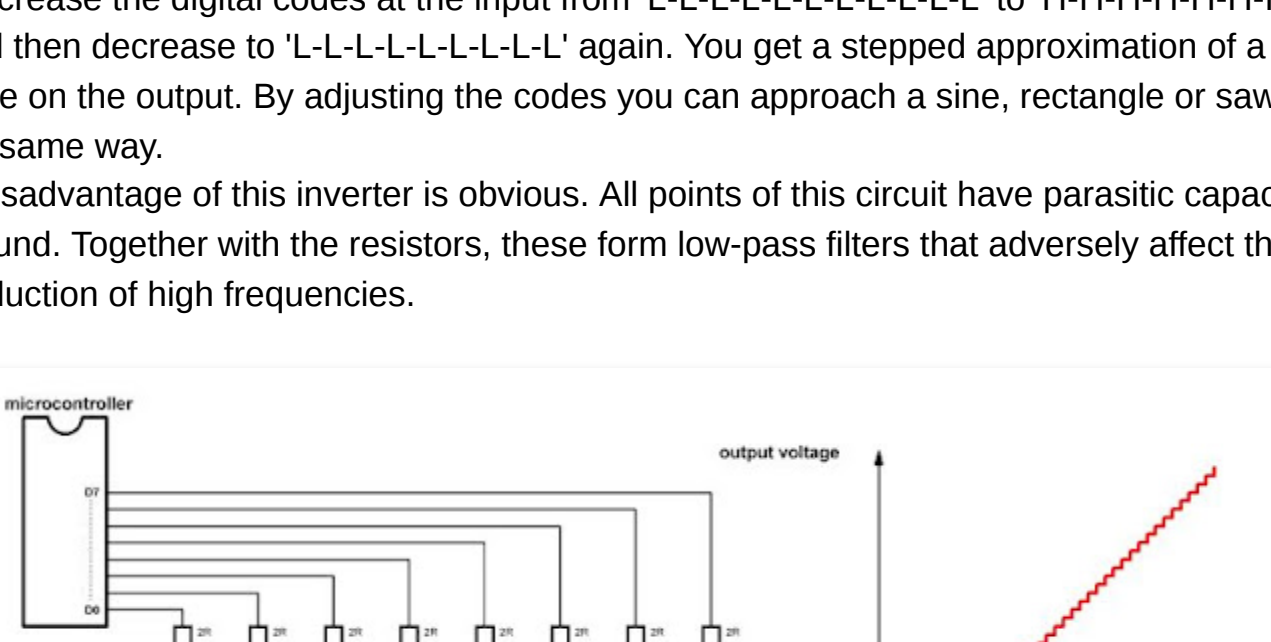 crease the digital codes at the input from 'L-L-L-L-L-L-L-L-L-L-L' to 'H-H-H-H-H-H-
then decrease to 'L-L-L-L-L-L-L-L-L' again. You get a stepped approximation of a
e on the output. By adjusting the codes you can approach a sine, rectangle or saw
same way.
sadvantage of this inverter is obvious. All points of this circuit have parasitic capac
und. Together with the resistors, these form low-pass filters that adversely affect th
duction of high frequencies.
microcontroller
output voltage
D7
D0
2R 2R 2R 2R 2R 2R 2R 2R